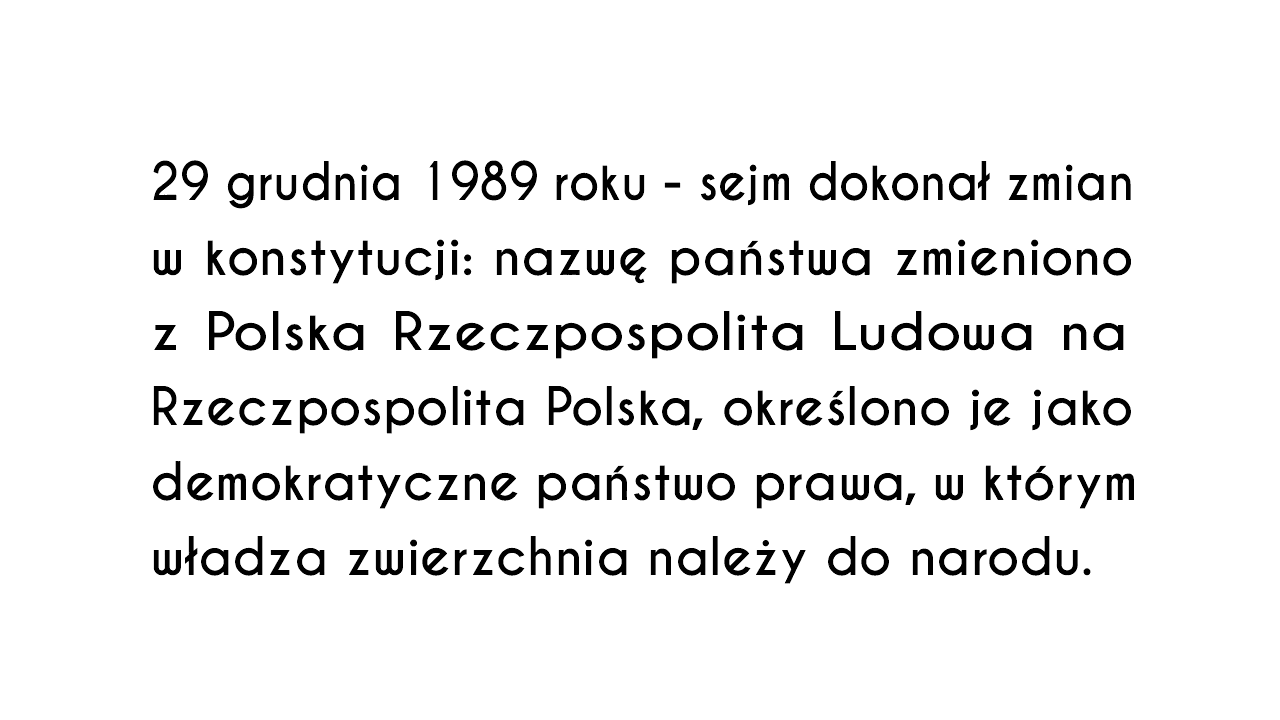 29 grudnia 1989 roku - sejm dokonał zmian
w konstytucji: nazwę państwa zmieniono
z Polska Rzeczpospolita Ludowa na
Rzeczpospolita Polska, określono je jako
demokratyczne państwo prawa, w którym
władza zwierzchnia należy do narodu.